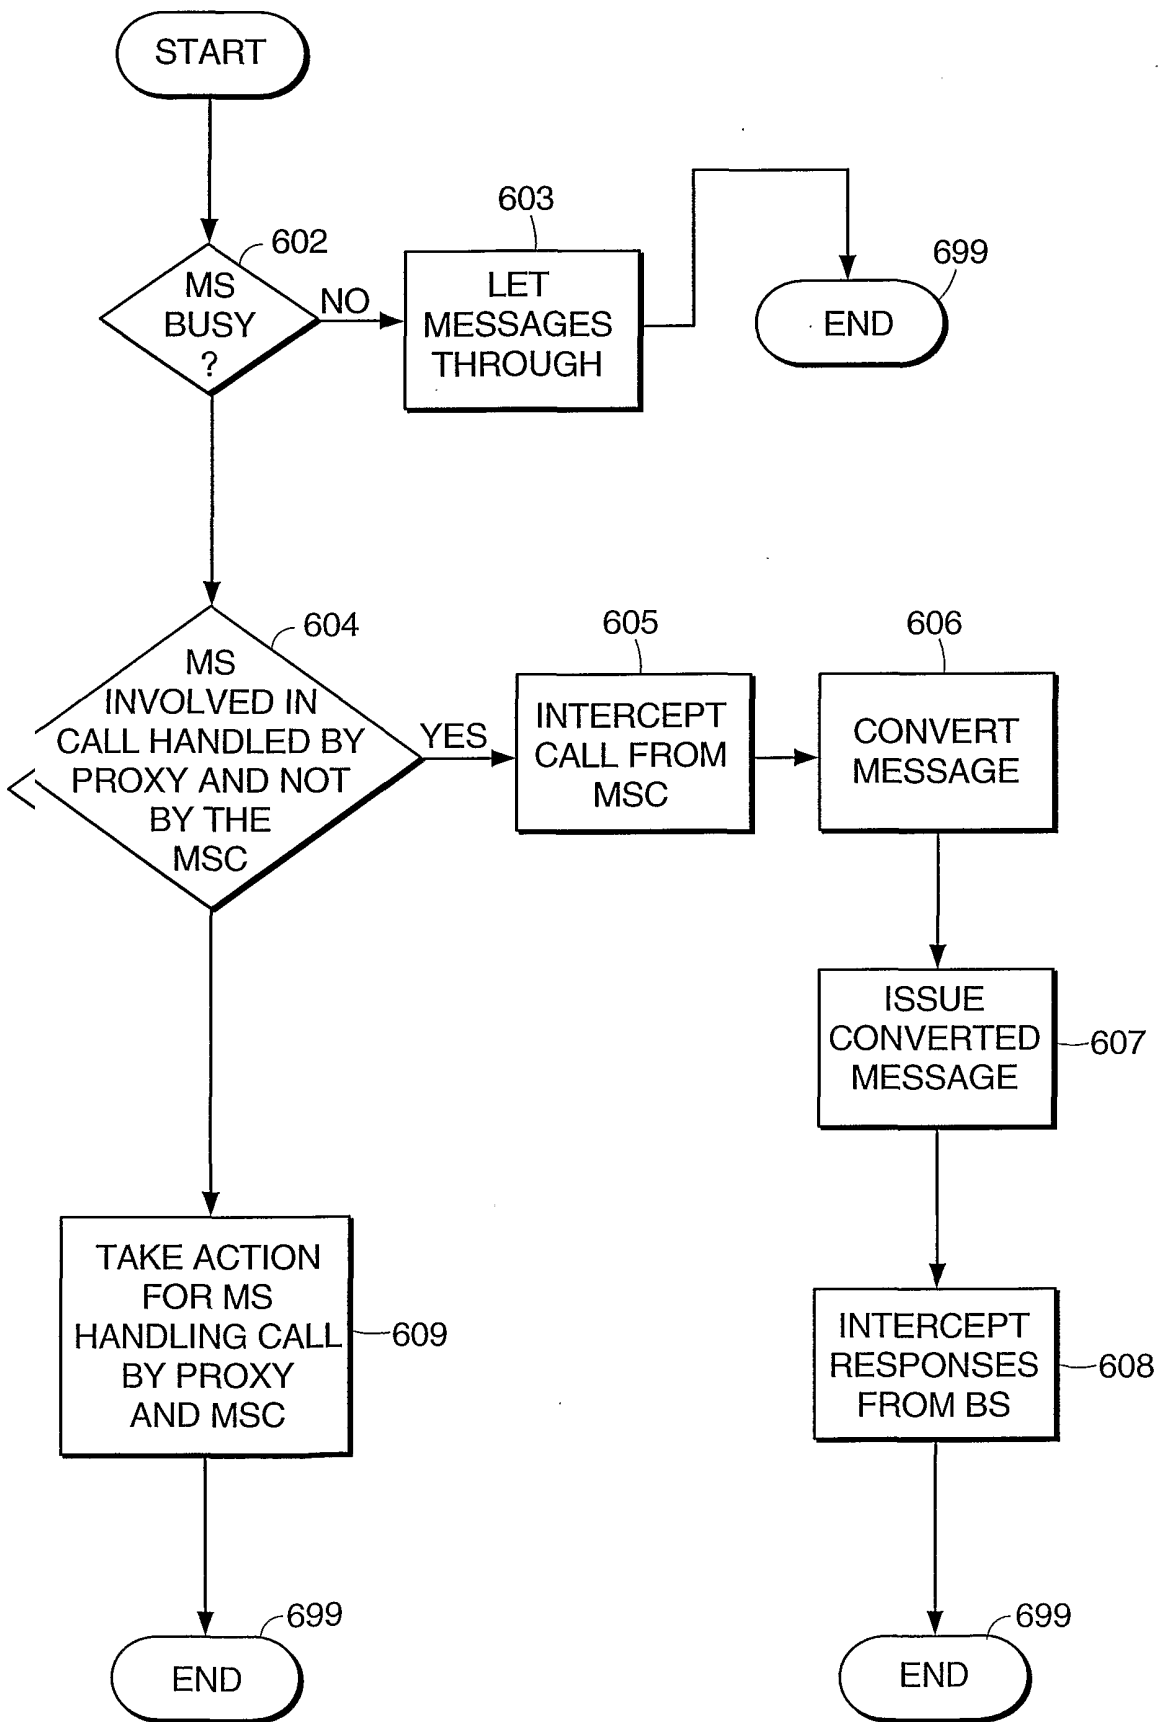 START
602
MS
BUSY
?
NO
603
LET
MESSAGES
THROUGH
699
END
604
MS
INVOLVED IN
CALL HANDLED BY
PROXY AND NOT
BY THE
MSC
YES
605
INTERCEPT
CALL FROM
MSC
606
CONVERT
MESSAGE
ISSUE
CONVERTED
MESSAGE
607
TAKE ACTION
FOR MS
HANDLING CALL
BY PROXY
AND MSC
609
INTERCEPT
RESPONSES
FROM BS
608
699
END
699
END